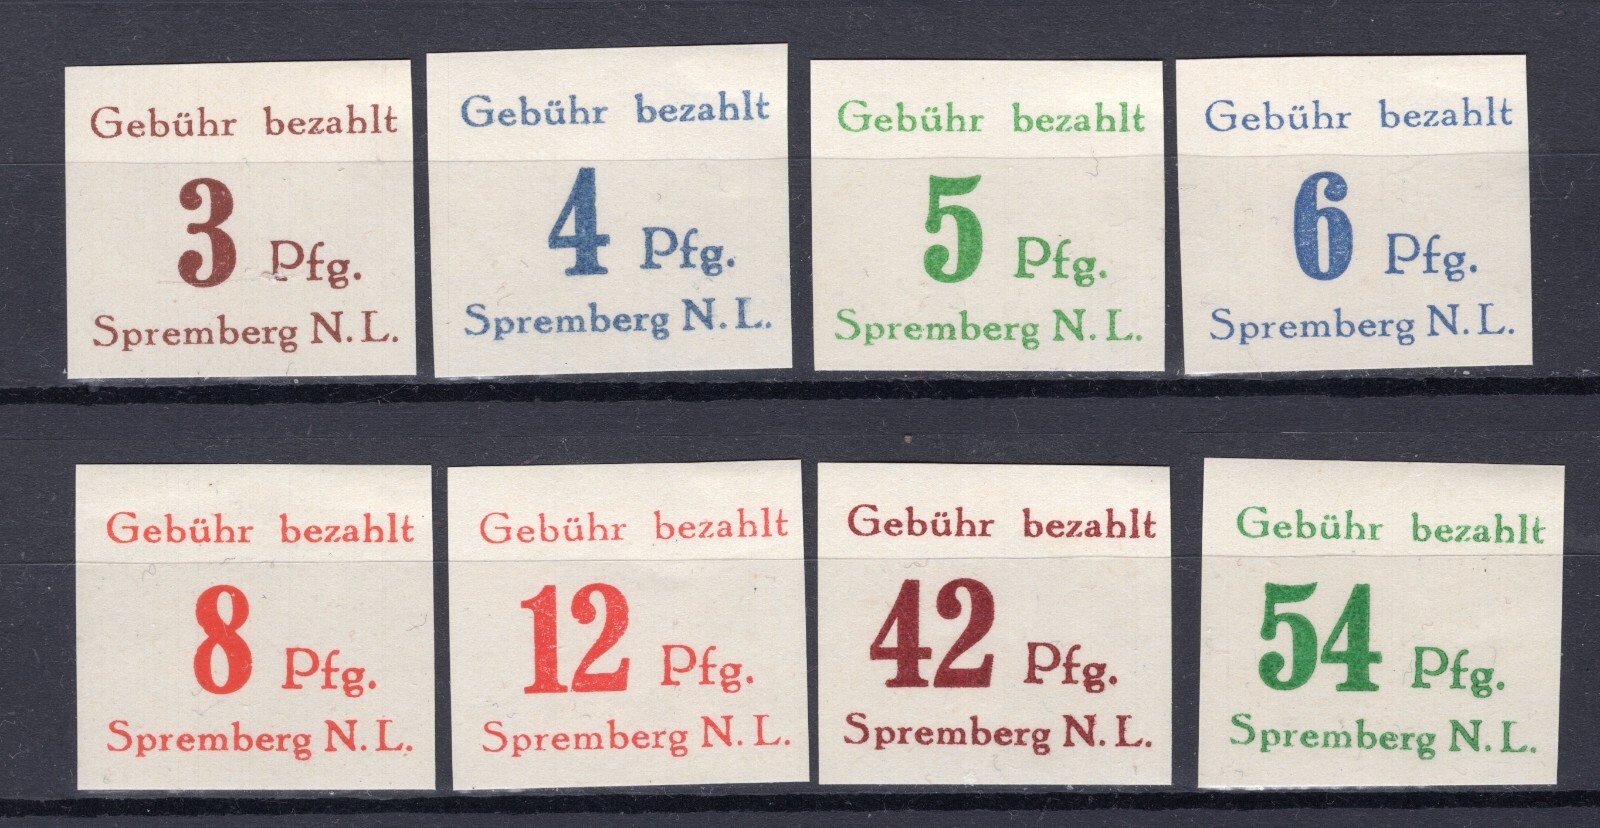 Gebühr bezahlt
3 Pfg.
Spremberg N. L.
Gebühr bezahlt
4 Pfg.
Spremberg N. L.
Gebühr bezahlt
5 Pfg.
Spremberg N. L.
Gebühr bezahlt
6 Pfg.
Spremberg N. L.
Gebühr bezahlt
8 Pfg.
Spremberg N. L.
Gebühr bezahlt
12 Pfg.
Spremberg N. L.
Gebühr bezahlt
42 Pfg.
Spremberg N. L.
Gebühr bezahlt
54 Pfg.
Spremberg N. L.